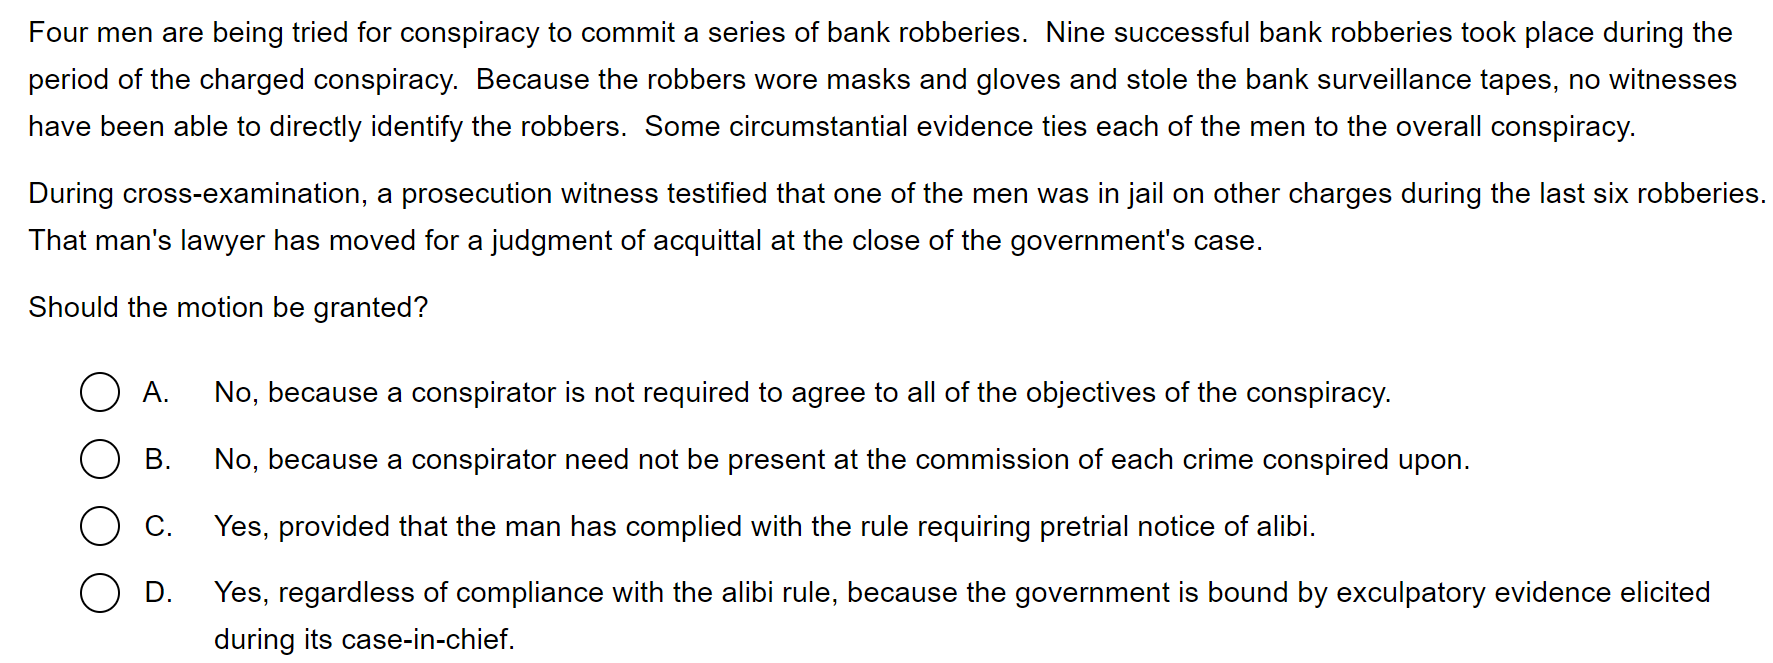 Four men are being tried for conspiracy to commit a series of bank robberies.  Nine successful bank robberies took place during the
period of the charged conspiracy.  Because the robbers wore masks and gloves and stole the bank surveillance tapes, no witnesses
have been able to directly identify the robbers.  Some circumstantial evidence ties each of the men to the overall conspiracy.
During cross-examination, a prosecution witness testified that one of the men was in jail on other charges during the last six robberies.
That man's lawyer has moved for a judgment of acquittal at the close of the government's case.
Should the motion be granted?
A. No, because a conspirator is not required to agree to all of the objectives of the conspiracy.
B. No, because a conspirator need not be present at the commission of each crime conspired upon.
C. Yes, provided that the man has complied with the rule requiring pretrial notice of alibi.
D. Yes, regardless of compliance with the alibi rule, because the government is bound by exculpatory evidence elicited
during its case-in-chief.